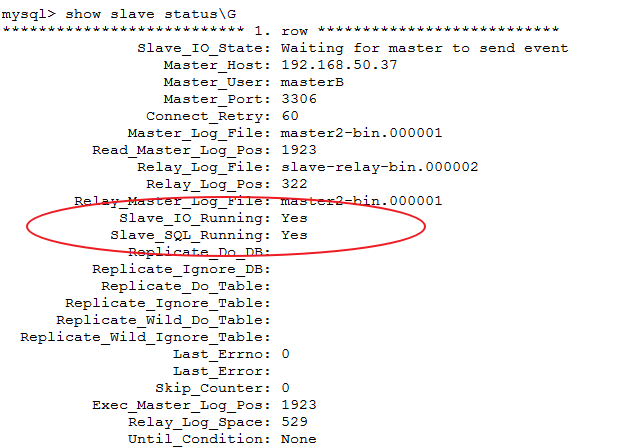 mysql> show slave status\G
*************************** 1. row ***************************
Slave_IO_State: Waiting for master to send event
Master_Host: 192.168.50.37
Master_User: masterB
Master_Port: 3306
Connect_Retry: 60
Master_Log_File: master2-bin.000001
Read_Master_Log_Pos: 1923
Relay_Log_File: slave-relay-bin.000002
Relay_Log_Pos: 322
Relay_Master_Log_File: master2-bin.000001
Slave_IO_Running: Yes
Slave_SQL_Running: Yes
Replicate_Do_DB:
Replicate_Ignore_DB:
Replicate_Do_Table:
Replicate_Ignore_Table:
Replicate_Wild_Do_Table:
Replicate_Wild_Ignore_Table:
Last_Errno: 0
Last_Error:
Skip_Counter: 0
Exec_Master_Log_Pos: 1923
Relay_Log_Space: 529
Until_Condition: None